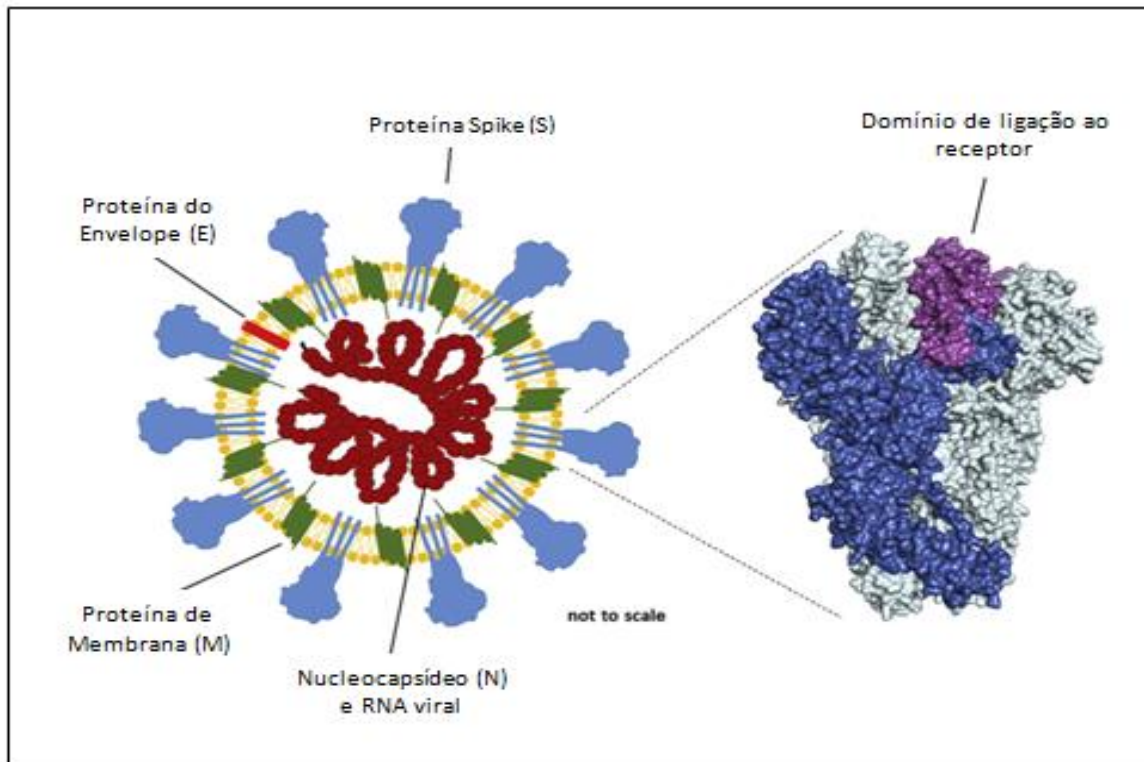 Proteína Spike (S)
Domínio de ligação ao
receptor
Proteína do
Envelope (E)
not to scale
Proteína de
Membrana (M)
Nucleocapsídeo (N)
e RNA viral